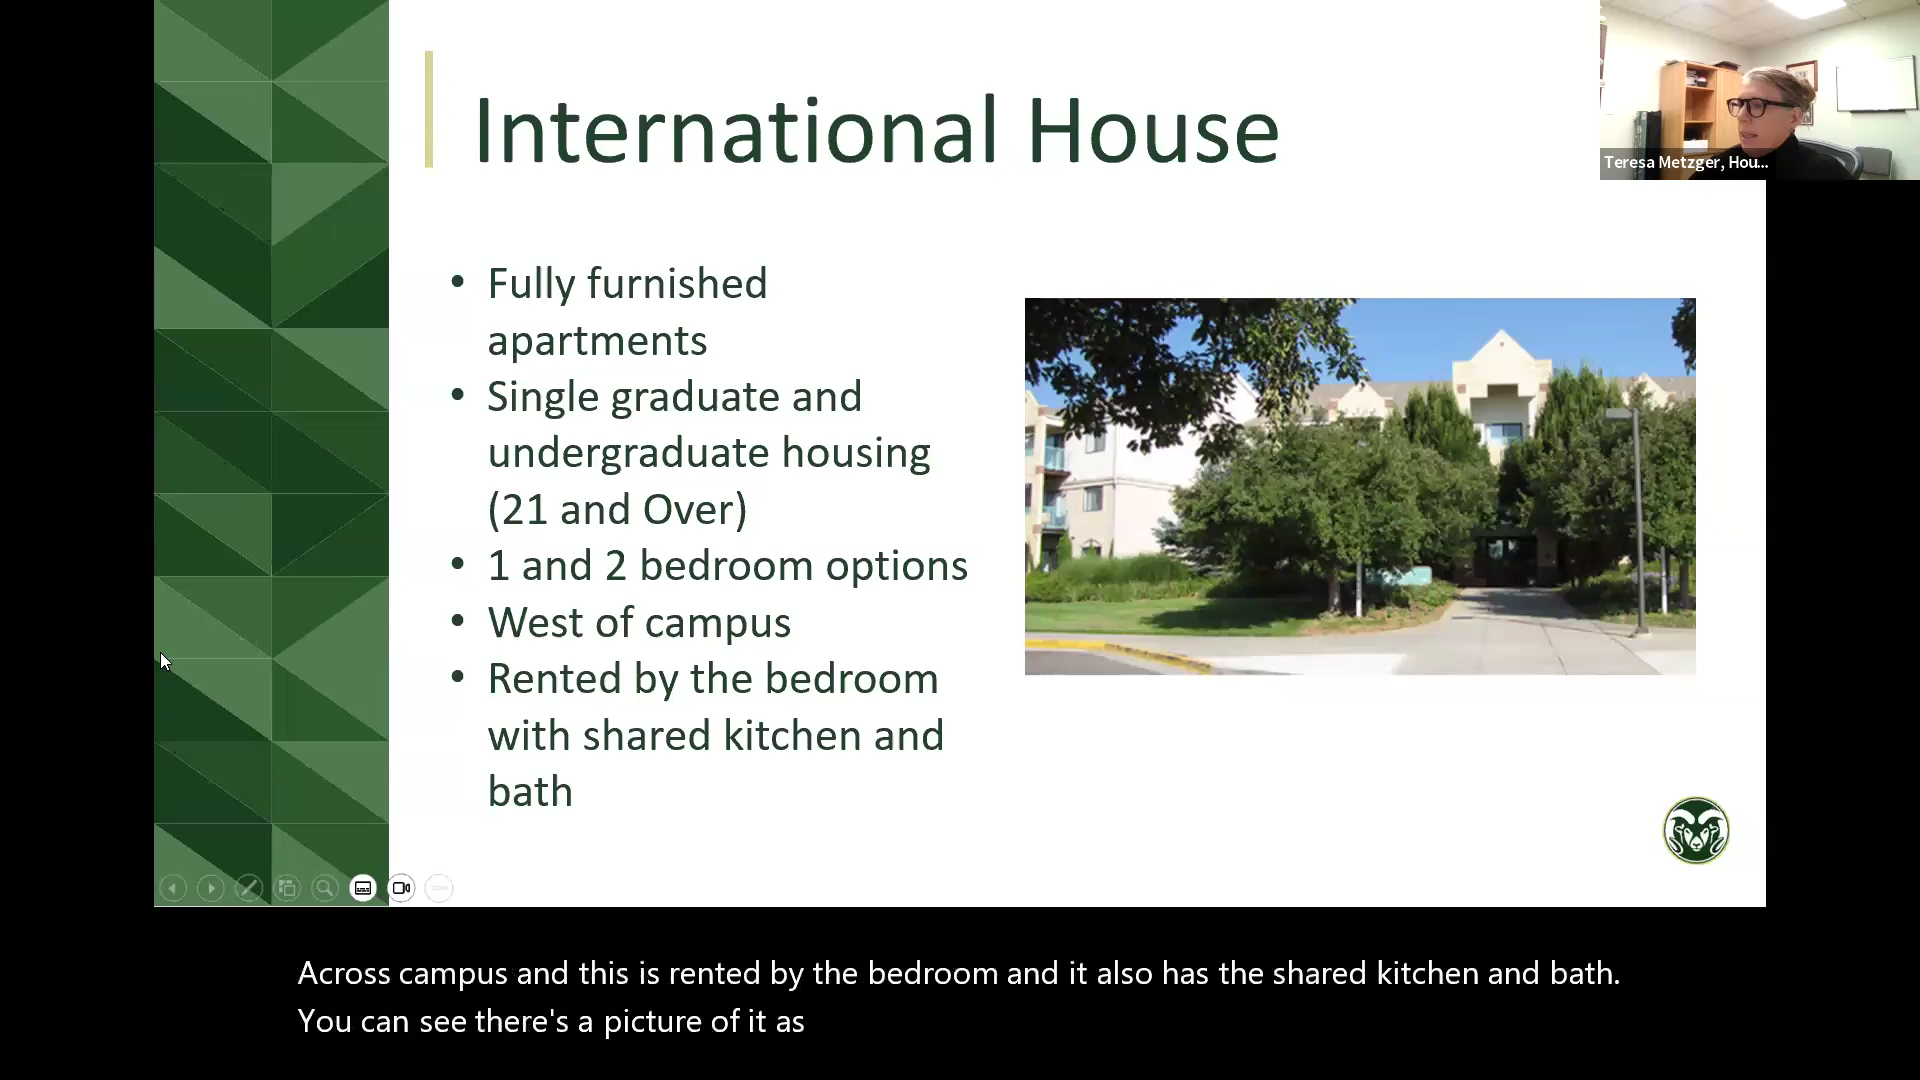 International House
Teresa Metzger, Hou...
• Fully furnished
apartments
• Single graduate and
undergraduate housing
(21 and Over)
• 1 and 2 bedroom options
• West of campus
• Rented by the bedroom
with shared kitchen and
bath
Across campus and this is rented by the bedroom and it also has the shared kitchen and bath.
You can see there's a picture of it as